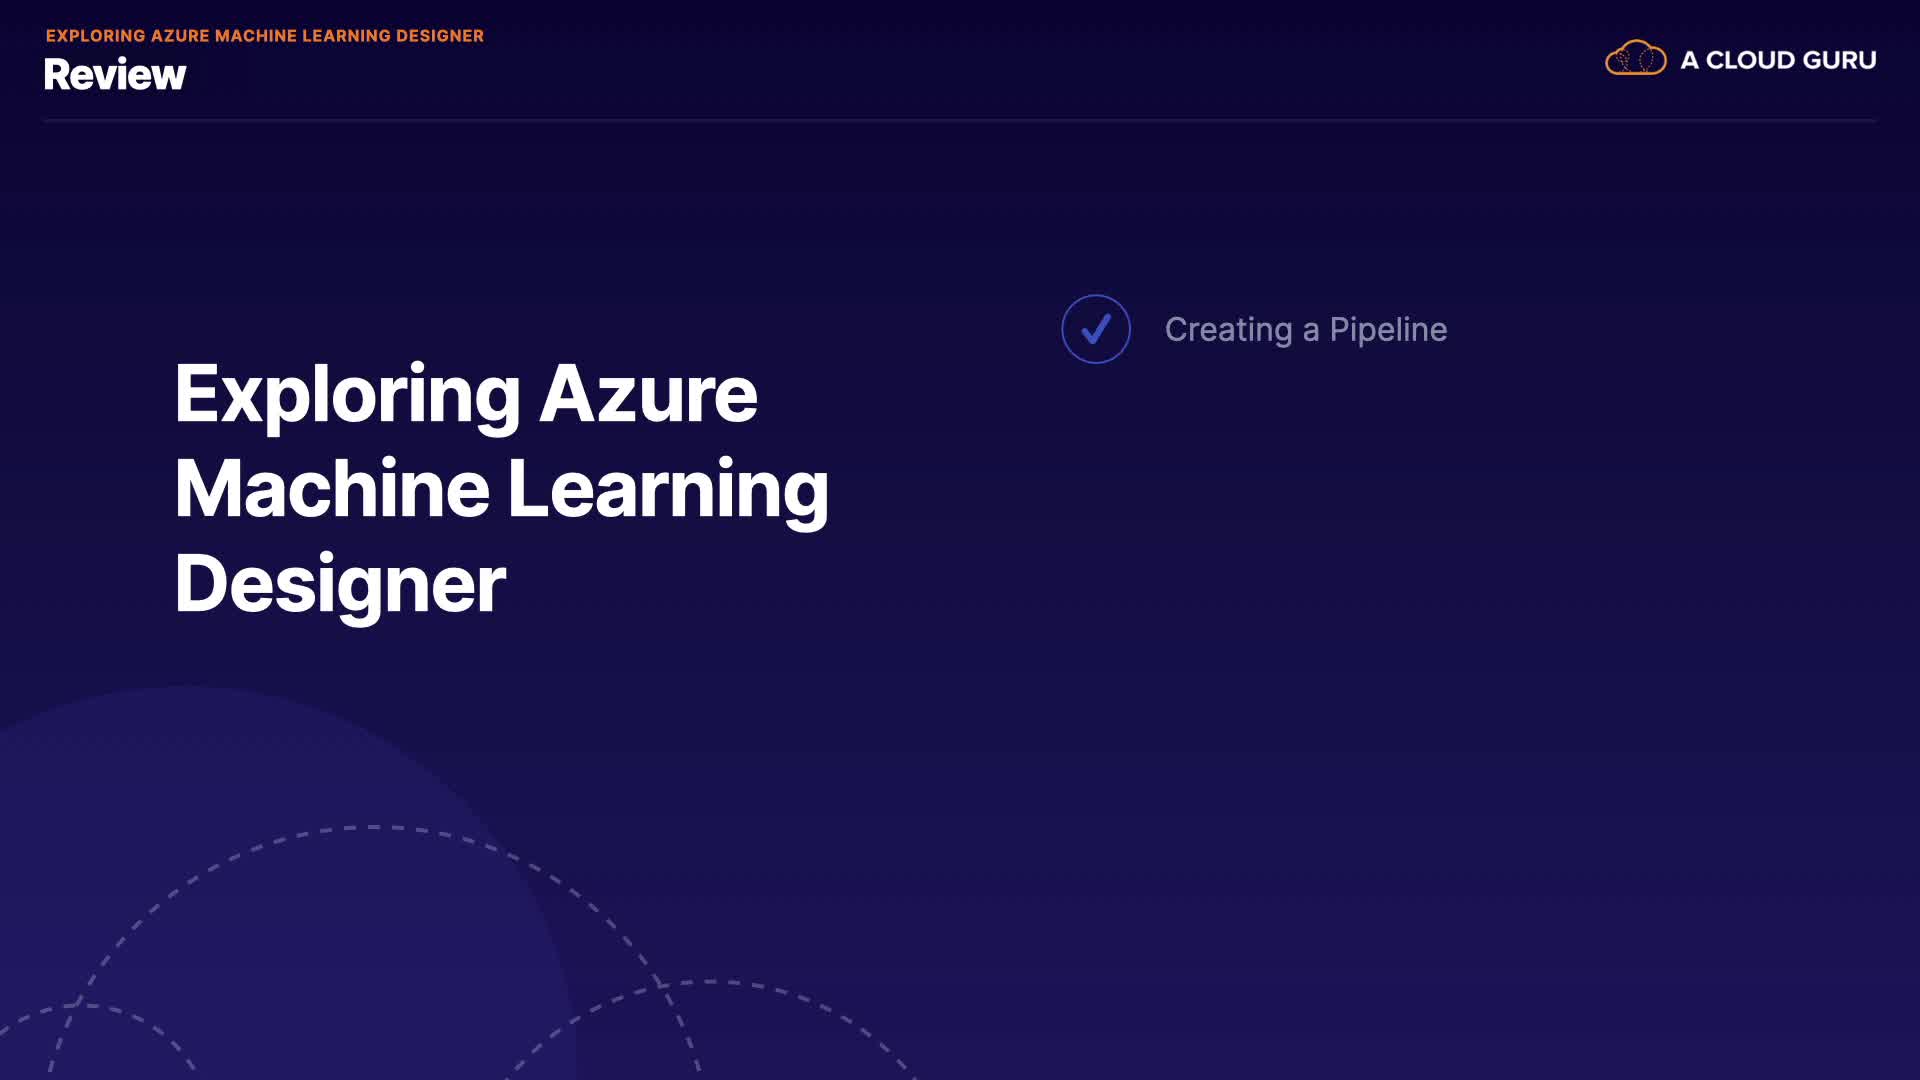 EXPLORING AZURE MACHINE LEARNING DESIGNER
Review
A CLOUD GURU
Exploring Azure
Machine Learning
Designer
Creating a Pipeline